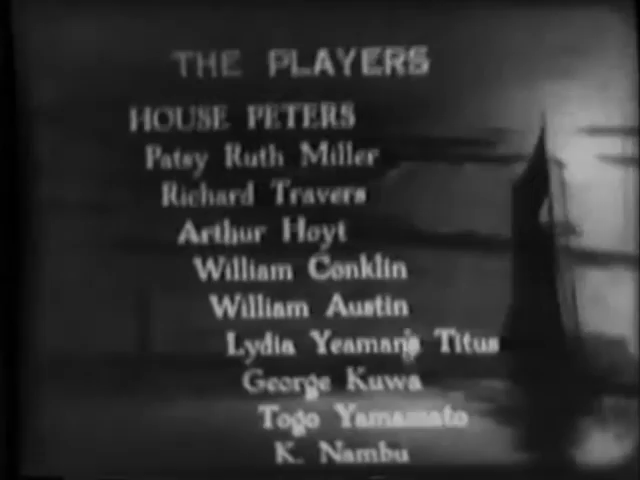 THE PLAYERS
HOUSE PETERS
Patsy Ruth Miller
Richard Travers
Arthur Hoyt
William Conklin
William Austin
Lydia Yeamans Titus
George Kuwa
Togo Yamamato
K. Nambu